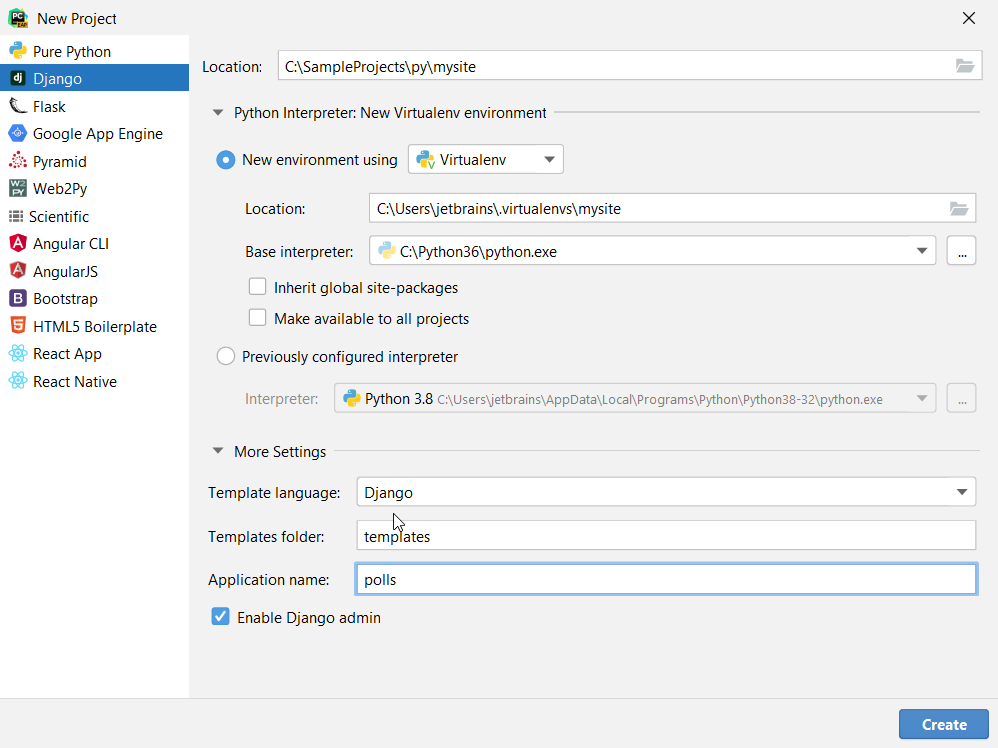 New Project
Pure Python
Django
Flask
Google App Engine
Pyramid
Web2Py
Scientific
Angular CLI
AngularJS
Bootstrap
HTML5 Boilerplate
React App
React Native
Location: C:\SampleProjects\py\mysite
Python Interpreter: New Virtualenv environment
New environment using Virtualenv
Location: C:\Users\jetbrains\.virtualenvs\mysite
Base interpreter: C:\Python36\python.exe ...
Inherit global site-packages
Make available to all projects
Previously configured interpreter
Interpreter: Python 3.8 C:\Users\jetbrains\AppData\Local\Programs\Python\Python38-32\python.exe ...
More Settings
Template language: Django
Templates folder: templates
Application name: polls
Enable Django admin
Create